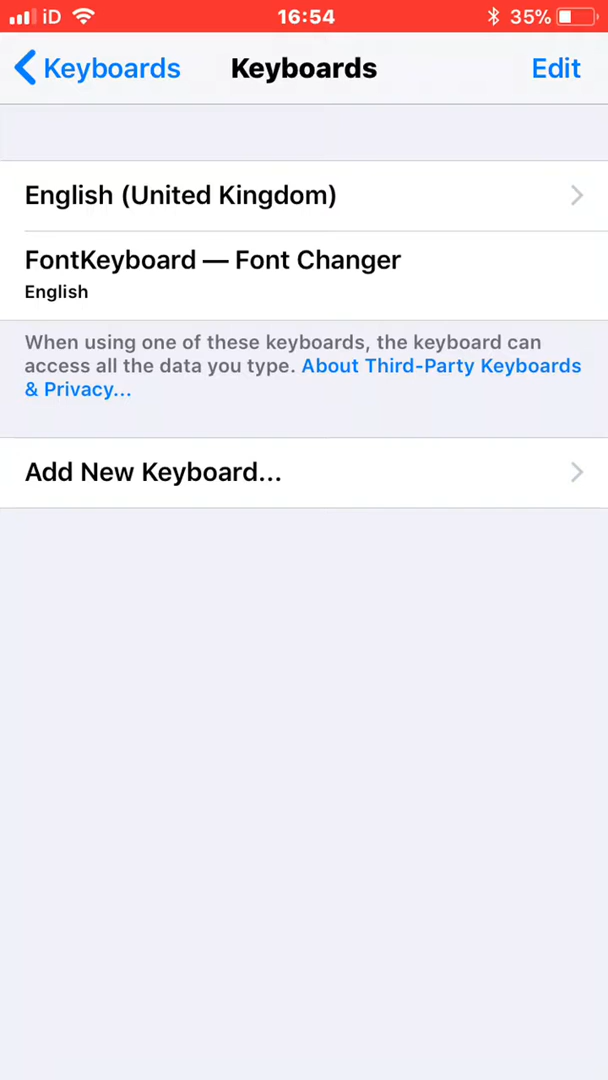 iD 16:54 35%
Keyboards Keyboards Edit
English (United Kingdom)
FontKeyboard — Font Changer
English
When using one of these keyboards, the keyboard can
access all the data you type. About Third-Party Keyboards
& Privacy...
Add New Keyboard...